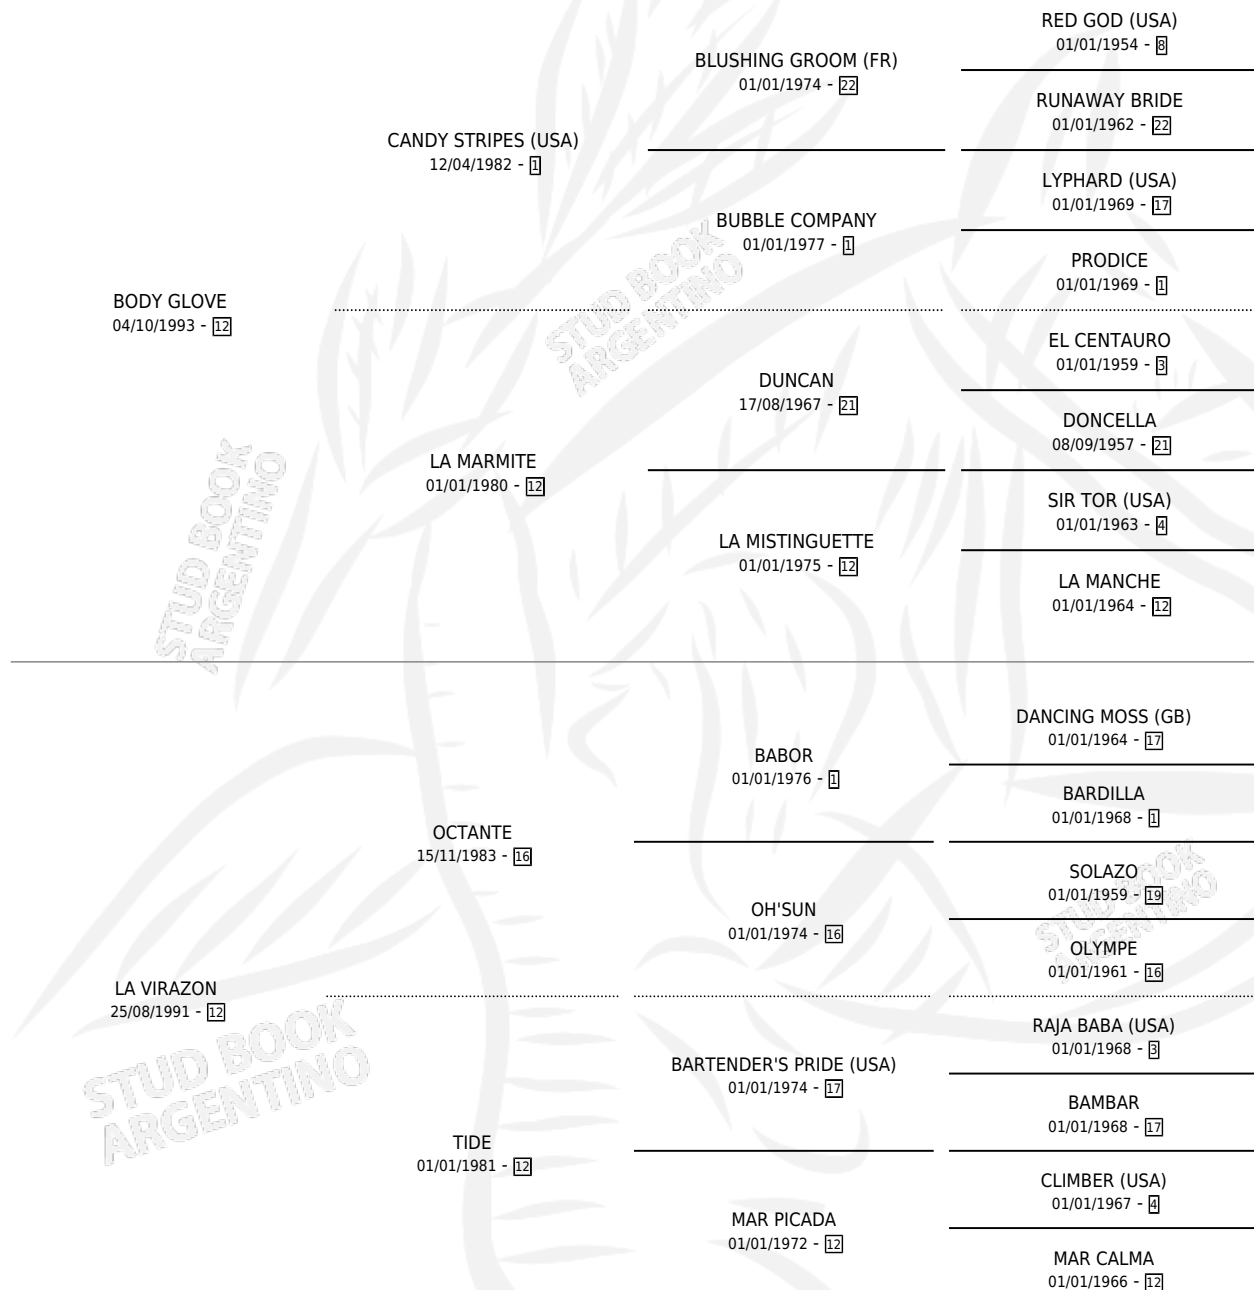 RED GOD (USA)
01/01/1954 - 8
BLUSHING GROOM (FR)
01/01/1974 - 22
RUNAWAY BRIDE
01/01/1962 - 22
CANDY STRIPES (USA)
12/04/1982 - 1
LYPHARD (USA)
01/01/1969 - 17
BUBBLE COMPANY
01/01/1977 - 1
PRODICE
01/01/1969 - 1
BODY GLOVE
04/10/1993 - 12
STUD BOOK
ARGENTINO
EL CENTAURO
01/01/1959 - 3
DUNCAN
17/08/1967 - 21
DONCELLA
08/09/1957 - 21
LA MARMITE
01/01/1980 - 12
SIR TOR (USA)
01/01/1963 - 4
LA MISTINGUETTE
01/01/1975 - 12
LA MANCHE
01/01/1964 - 12
STUD BOOK
ARGENTINO
DANCING MOSS (GB)
01/01/1964 - 17
BABOR
01/01/1976 - 1
BARDILLA
01/01/1968 - 1
OCTANTE
15/11/1983 - 16
SOLAZO
01/01/1959 - 19
OH'SUN
01/01/1974 - 16
STUD BOOK
ARGENTINO
OLYMPE
01/01/1961 - 16
LA VIRAZON
25/08/1991 - 12
RAJA BABA (USA)
01/01/1968 - 3
BARTENDER'S PRIDE (USA)
01/01/1974 - 17
STUD BOOK
ARGENTINO
BAMBAR
01/01/1968 - 17
TIDE
01/01/1981 - 12
CLIMBER (USA)
01/01/1967 - 4
MAR PICADA
01/01/1972 - 12
MAR CALMA
01/01/1966 - 12